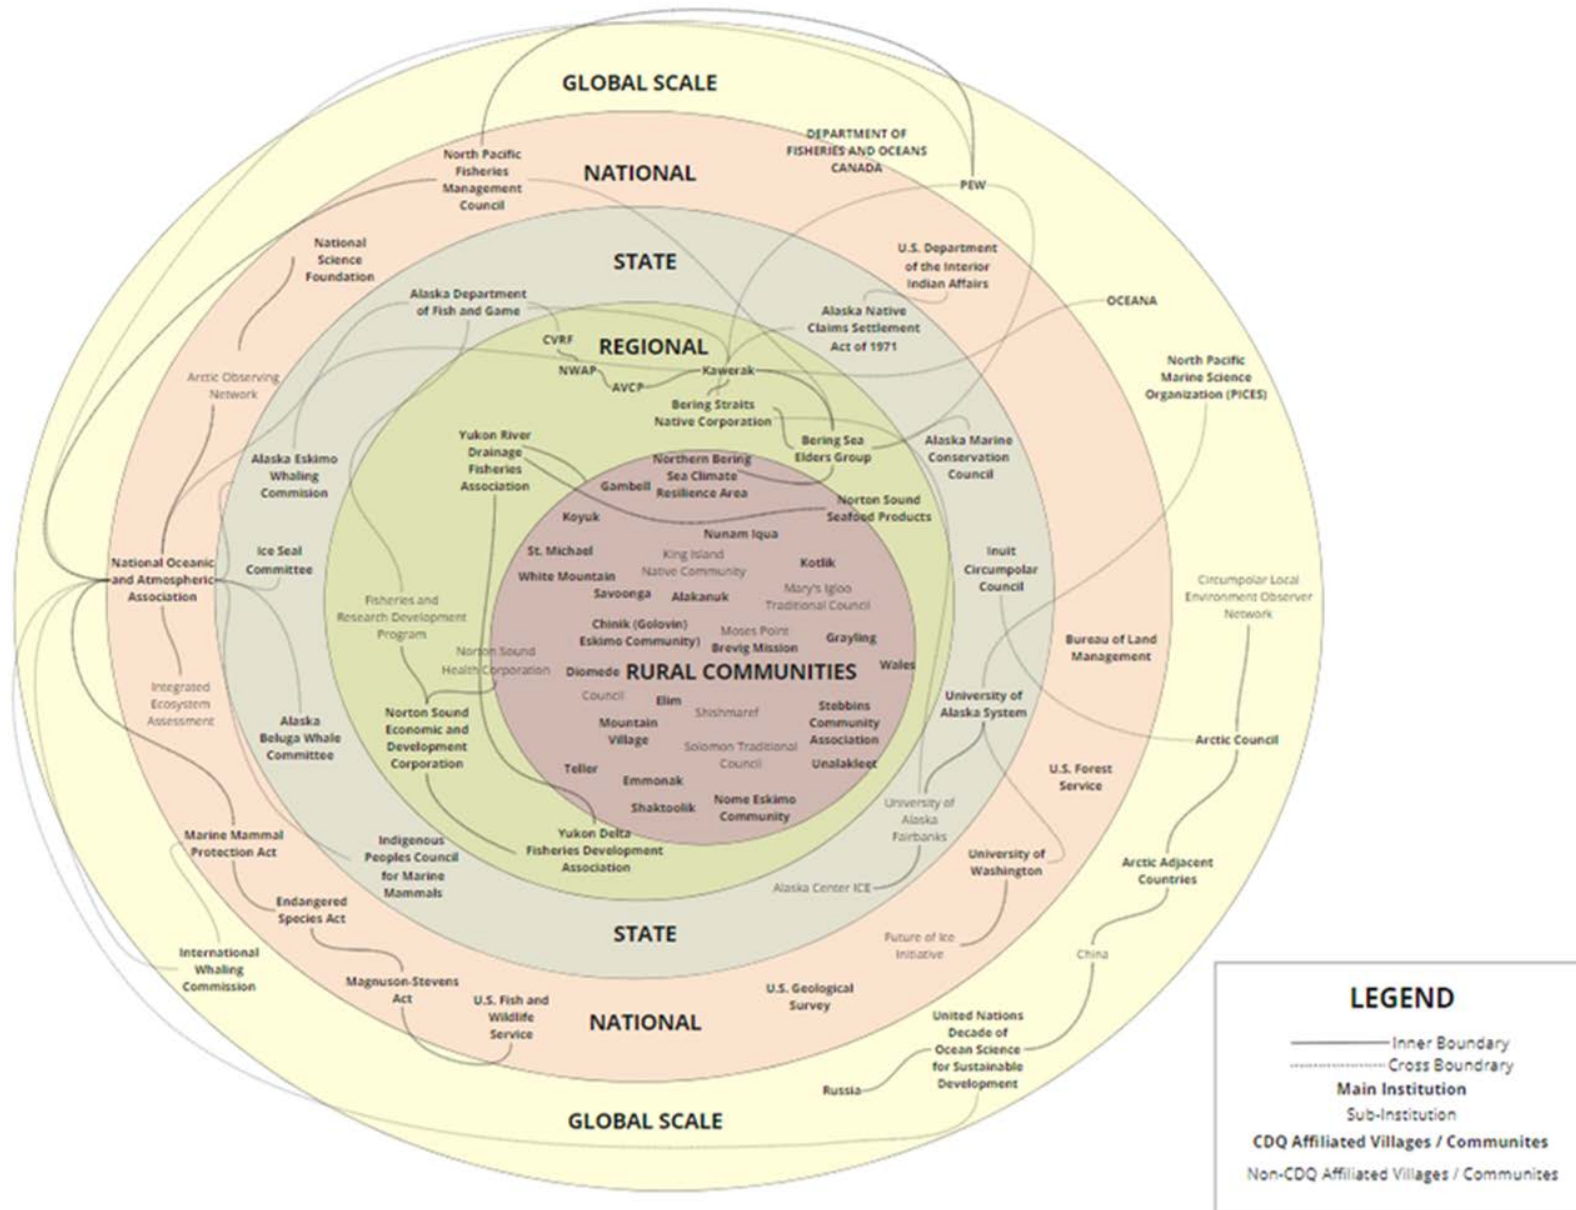 GLOBAL SCALE
DEPARTMENT OF
FISHERIES AND OCEANS
CANADA
North Pacific
Fisheries
Management
Council
NATIONAL
PEW
National
Science
Foundation
STATE
U.S. Department
of the Interior
Indian Affairs
Alaska Department
of Fish and Game
OCEANA
Alaska Native
Claims Settlement
Act of 1971
CVRF
REGIONAL
NWAP
AVCP
Kawerak
Arctic Observing
Network
North Pacific
Marine Science
Organization (PICES)
Bering Straits
Native Corporation
Yukon River
Drainage
Fisheries
Association
Bering Sea
Elders Group
Alaska Marine
Conservation
Council
Alaska Eskimo
Whaling
Commision
Northern Bering
Sea Climate
Resilience Area
Gambell
Norton Sound
Seafood Products
Koyuk
Nunam Iqua
St. Michael
King Island
Native Community
Kotlik
Ice Seal
Committee
Inuit
Circumpolar
Council
National Oceanic
and Atmospheric
Association
White Mountain
Savoonga
Alakanuk
Mary's Igloo
Traditional Council
Circumpolar Local
Environment Observer
Network
Fisheries and
Research Development
Program
Chinik (Golovin)
Eskimo Community)
Moses Point
Brevig Mission
Grayling
Bureau of Land
Management
Norton Sound
Health Corporation
Diomede
RURAL COMMUNITIES
Wales
Integrated
Ecosystem
Assessment
Council
Elim
Shishmaref
Stebbins
Community
Association
University of
Alaska System
Alaska
Beluga Whale
Committee
Norton Sound
Economic and
Development
Corporation
Mountain
Village
Solomon Traditional
Council
Arctic Council
Teller
Emmonak
Unalakleet
U.S. Forest
Service
Shaktoolik
Nome Eskimo
Community
University of
Alaska
Fairbanks
Marine Mammal
Protection Act
Indigenous
Peoples Council
for Marine
Mammals
Yukon Delta
Fisheries Development
Association
University of
Washington
Arctic Adjacent
Countries
Alaska Center ICE
Endangered
Species Act
STATE
Future of Ice
Initiative
China
International
Whaling
Commission
Magnuson-Stevens
Act
U.S. Fish and
Wildlife
Service
NATIONAL
U.S. Geological
Survey
United Nations
Decade of
Ocean Science
for Sustainable
Development
Russia
GLOBAL SCALE
LEGEND
Inner Boundary
Cross Boundrary
Main Institution
Sub-Institution
CDQ Affiliated Villages / Communites
Non-CDQ Affiliated Villages / Communites